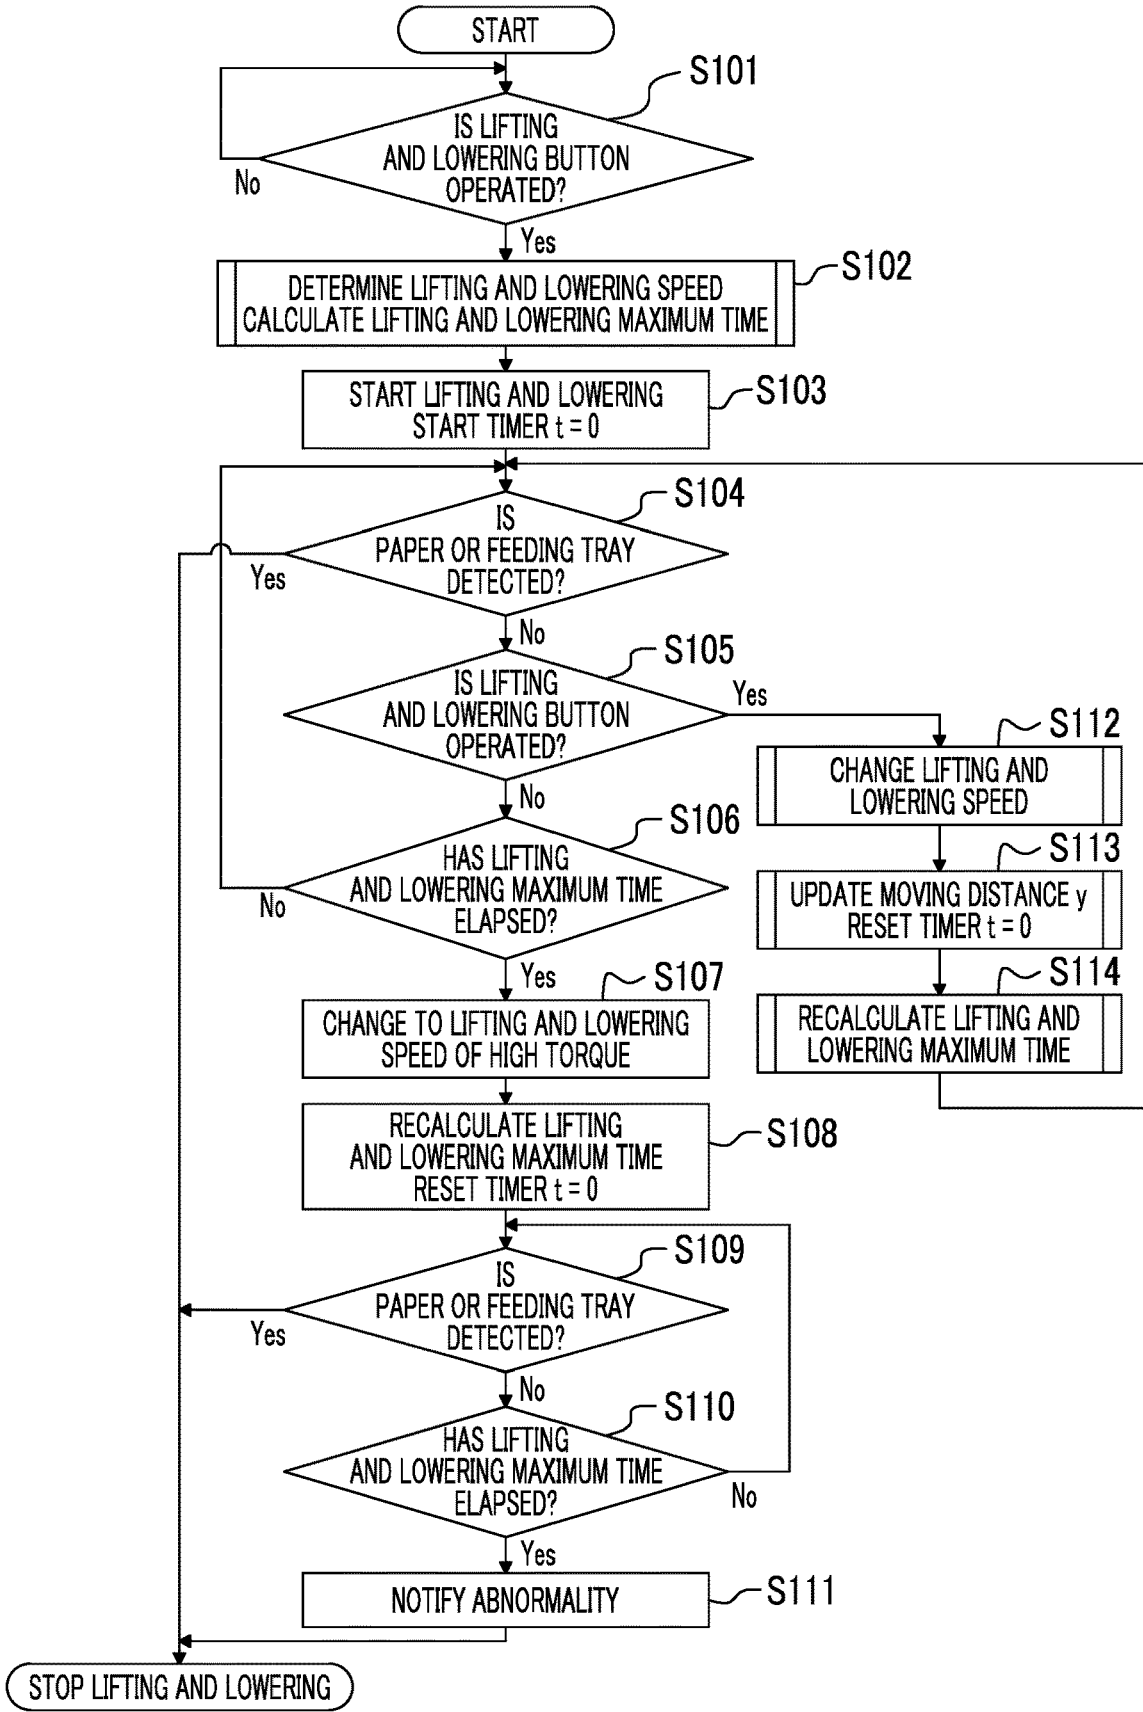 START
S101
IS LIFTING
AND LOWERING BUTTON
OPERATED?
No
Yes
S102
DETERMINE LIFTING AND LOWERING SPEED
CALCULATE LIFTING AND LOWERING MAXIMUM TIME
S103
START LIFTING AND LOWERING
START TIMER t = 0
S104
IS
PAPER OR FEEDING TRAY
DETECTED?
Yes
No
S105
IS LIFTING
AND LOWERING BUTTON
OPERATED?
Yes
No
S112
CHANGE LIFTING AND
LOWERING SPEED
S106
HAS LIFTING
AND LOWERING MAXIMUM TIME
ELAPSED?
No
Yes
S113
UPDATE MOVING DISTANCE y
RESET TIMER t = 0
S114
RECALCULATE LIFTING AND
LOWERING MAXIMUM TIME
S107
CHANGE TO LIFTING AND LOWERING
SPEED OF HIGH TORQUE
S108
RECALCULATE LIFTING
AND LOWERING MAXIMUM TIME
RESET TIMER t = 0
S109
IS
PAPER OR FEEDING TRAY
DETECTED?
Yes
No
S110
HAS LIFTING
AND LOWERING MAXIMUM TIME
ELAPSED?
No
Yes
S111
NOTIFY ABNORMALITY
STOP LIFTING AND LOWERING